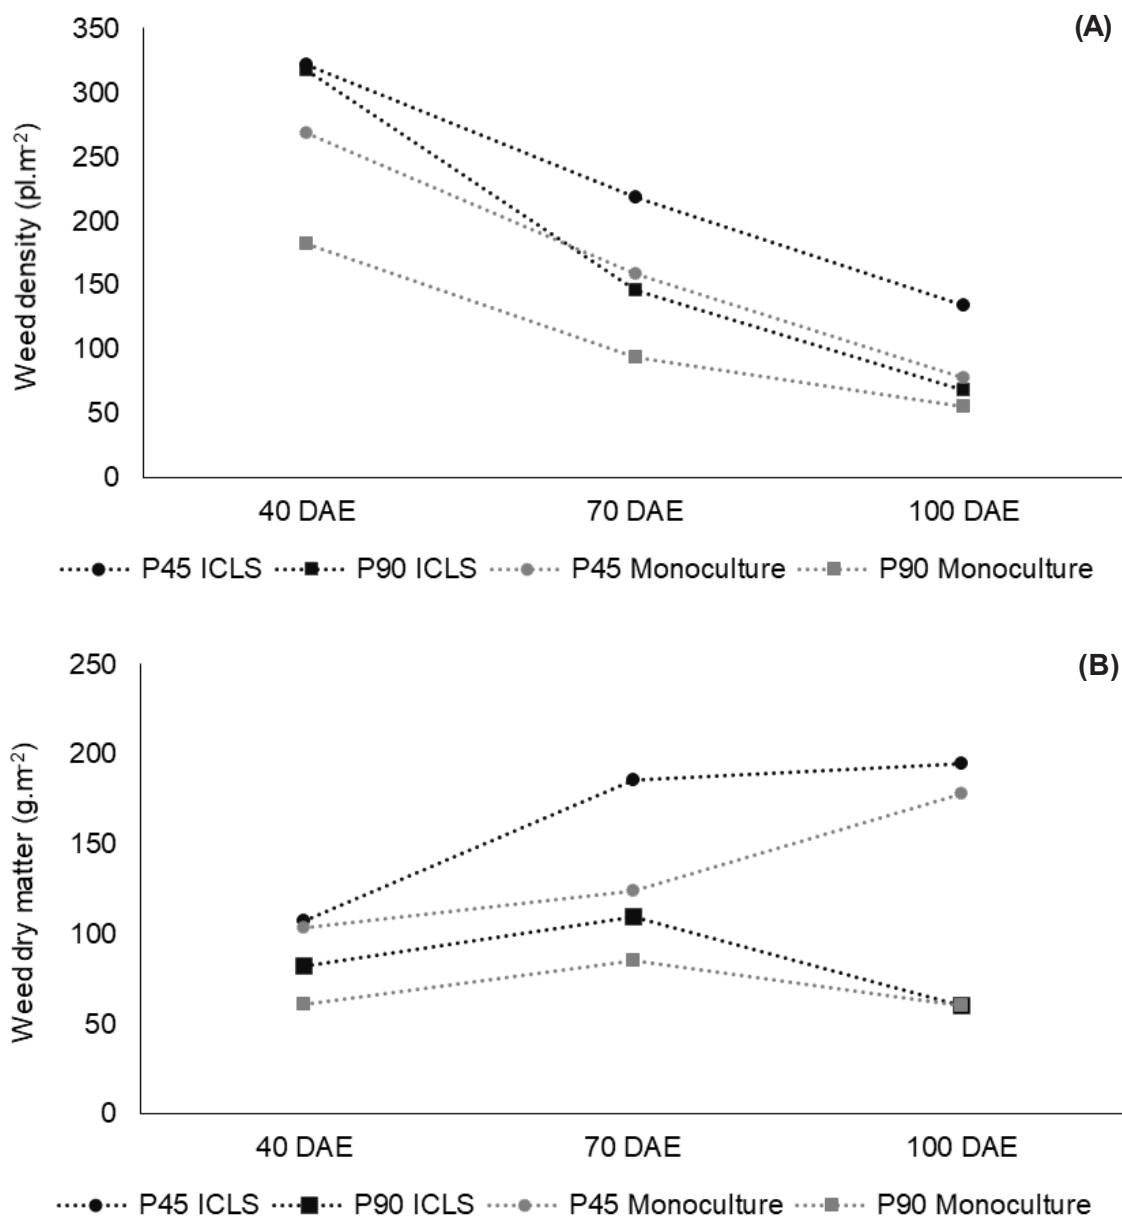 (A)
Weed density (pl.m⁻²)
350
300
250
200
150
100
50
0
40 DAE 70 DAE 100 DAE
P45 ICLS P90 ICLS P45 Monoculture P90 Monoculture
(B)
Weed dry matter (g.m⁻²)
250
200
150
100
50
0
40 DAE 70 DAE 100 DAE
P45 ICLS P90 ICLS P45 Monoculture P90 Monoculture